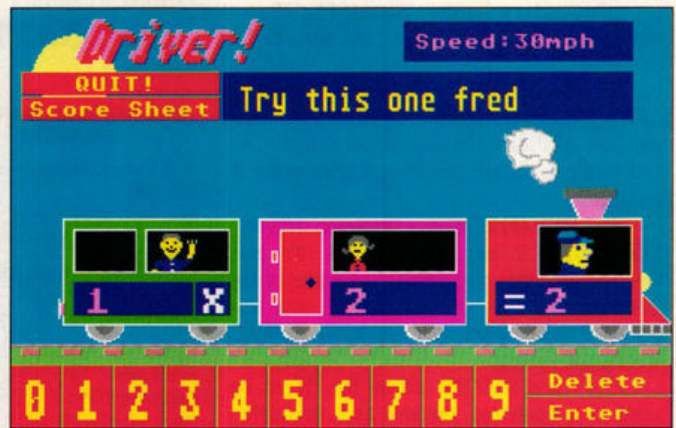 Driver!
Speed:30mph
QUIT!
Score Sheet
Try this one fred
1 X 2 = 2
0 1 2 3 4 5 6 7 8 9
Delete
Enter